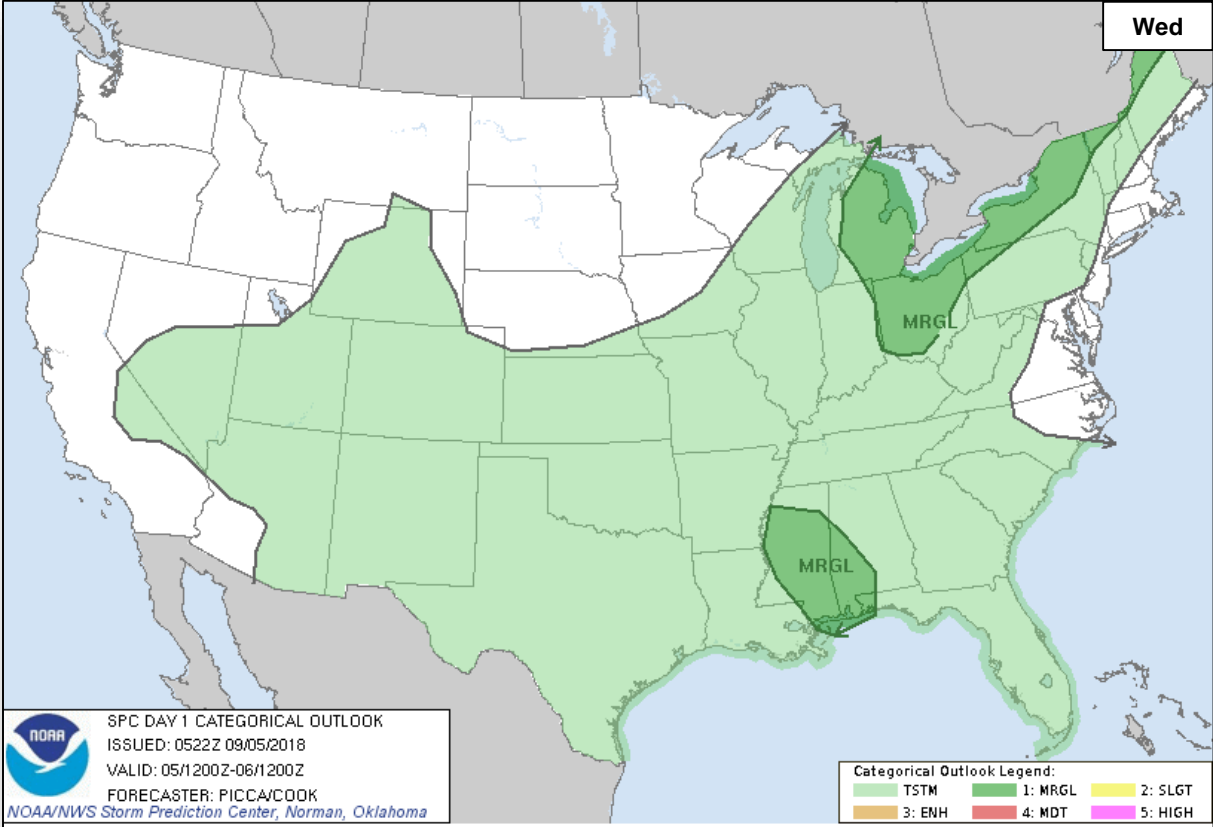 Wed
MRGL
MRGL
NOAA
SPC DAY 1 CATEGORICAL OUTLOOK
ISSUED: 0522Z 09/05/2018
VALID: 05/1200Z-06/1200Z
FORECASTER: PICCA/COOK
NOAA/NWS Storm Prediction Center, Norman, Oklahoma
Categorical Outlook Legend:
TSTM 1: MRGL 2: SLGT
3: ENH 4: MDT 5: HIGH